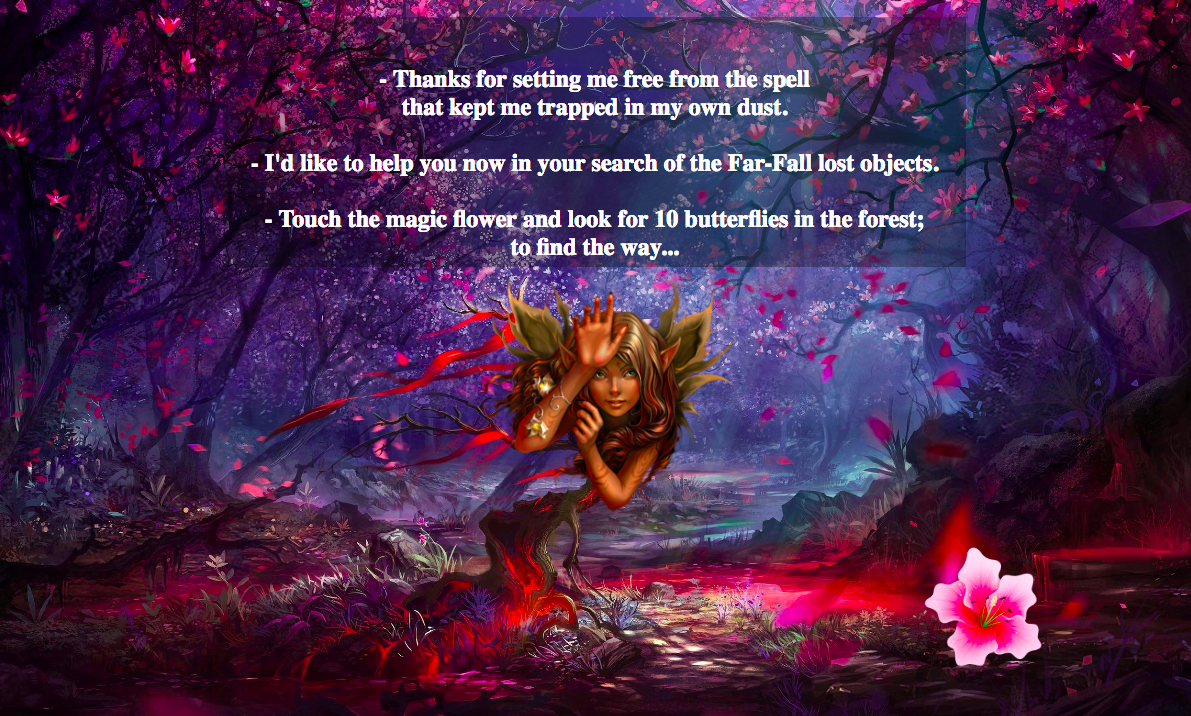 - Thanks for setting me free from the spell
that kept me trapped in my own dust.
- I'd like to help you now in your search of the Far-Fall lost objects.
- Touch the magic flower and look for 10 butterflies in the forest;
to find the way...